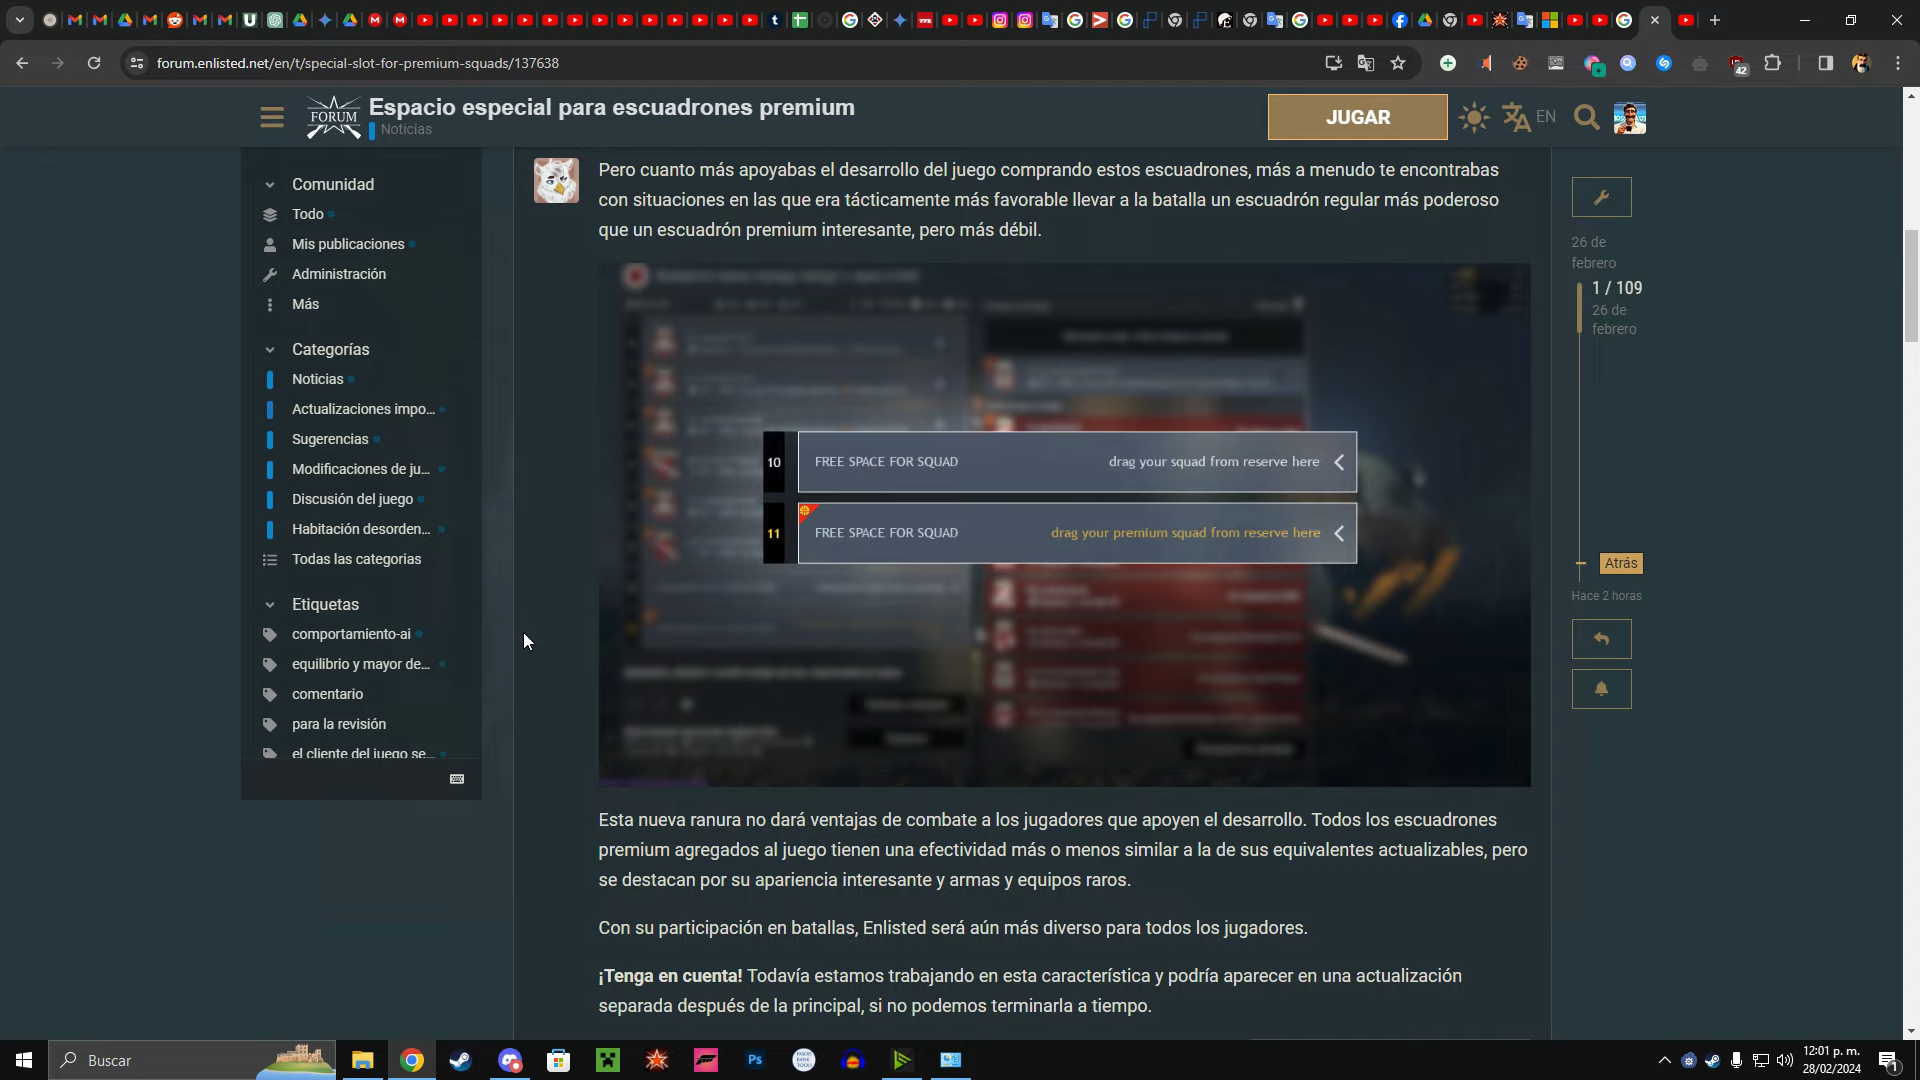 forum.enlisted.net/en/t/special-slot-for-premium-squads/137638
42
FORUM
Espacio especial para escuadrones premium
Noticias
JUGAR
EN
Comunidad
Todo
Mis publicaciones
Administración
Más
Categorías
Noticias
Actualizaciones impo...
Sugerencias
Modificaciones de ju...
Discusión del juego
Habitación desorden...
Todas las categorias
Etiquetas
comportamiento-ai
equilibrio y mayor de...
comentario
para la revisión
el cliente del juego se...
Pero cuanto más apoyabas el desarrollo del juego comprando estos escuadrones, más a menudo te encontrabas
con situaciones en las que era tácticamente más favorable llevar a la batalla un escuadrón regular más poderoso
que un escuadrón premium interesante, pero más débil.
10 FREE SPACE FOR SQUAD drag your squad from reserve here
11 FREE SPACE FOR SQUAD drag your premium squad from reserve here
Esta nueva ranura no dará ventajas de combate a los jugadores que apoyen el desarrollo. Todos los escuadrones
premium agregados al juego tienen una efectividad más o menos similar a la de sus equivalentes actualizables, pero
se destacan por su apariencia interesante y armas y equipos raros.
Con su participación en batallas, Enlisted será aún más diverso para todos los jugadores.
¡Tenga en cuenta! Todavía estamos trabajando en esta característica y podría aparecer en una actualización
separada después de la principal, si no podemos terminarla a tiempo.
26 de
febrero
1 / 109
26 de
febrero
Atrás
Hace 2 horas
Buscar
Ps
12:01 p. m.
28/02/2024
1